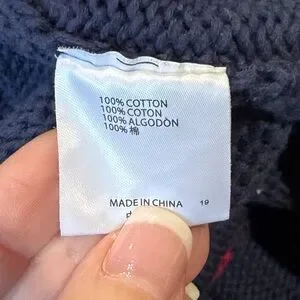 100% COTTON
100% COTON
100% ALGODÓN
100% 棉
MADE IN CHINA 19